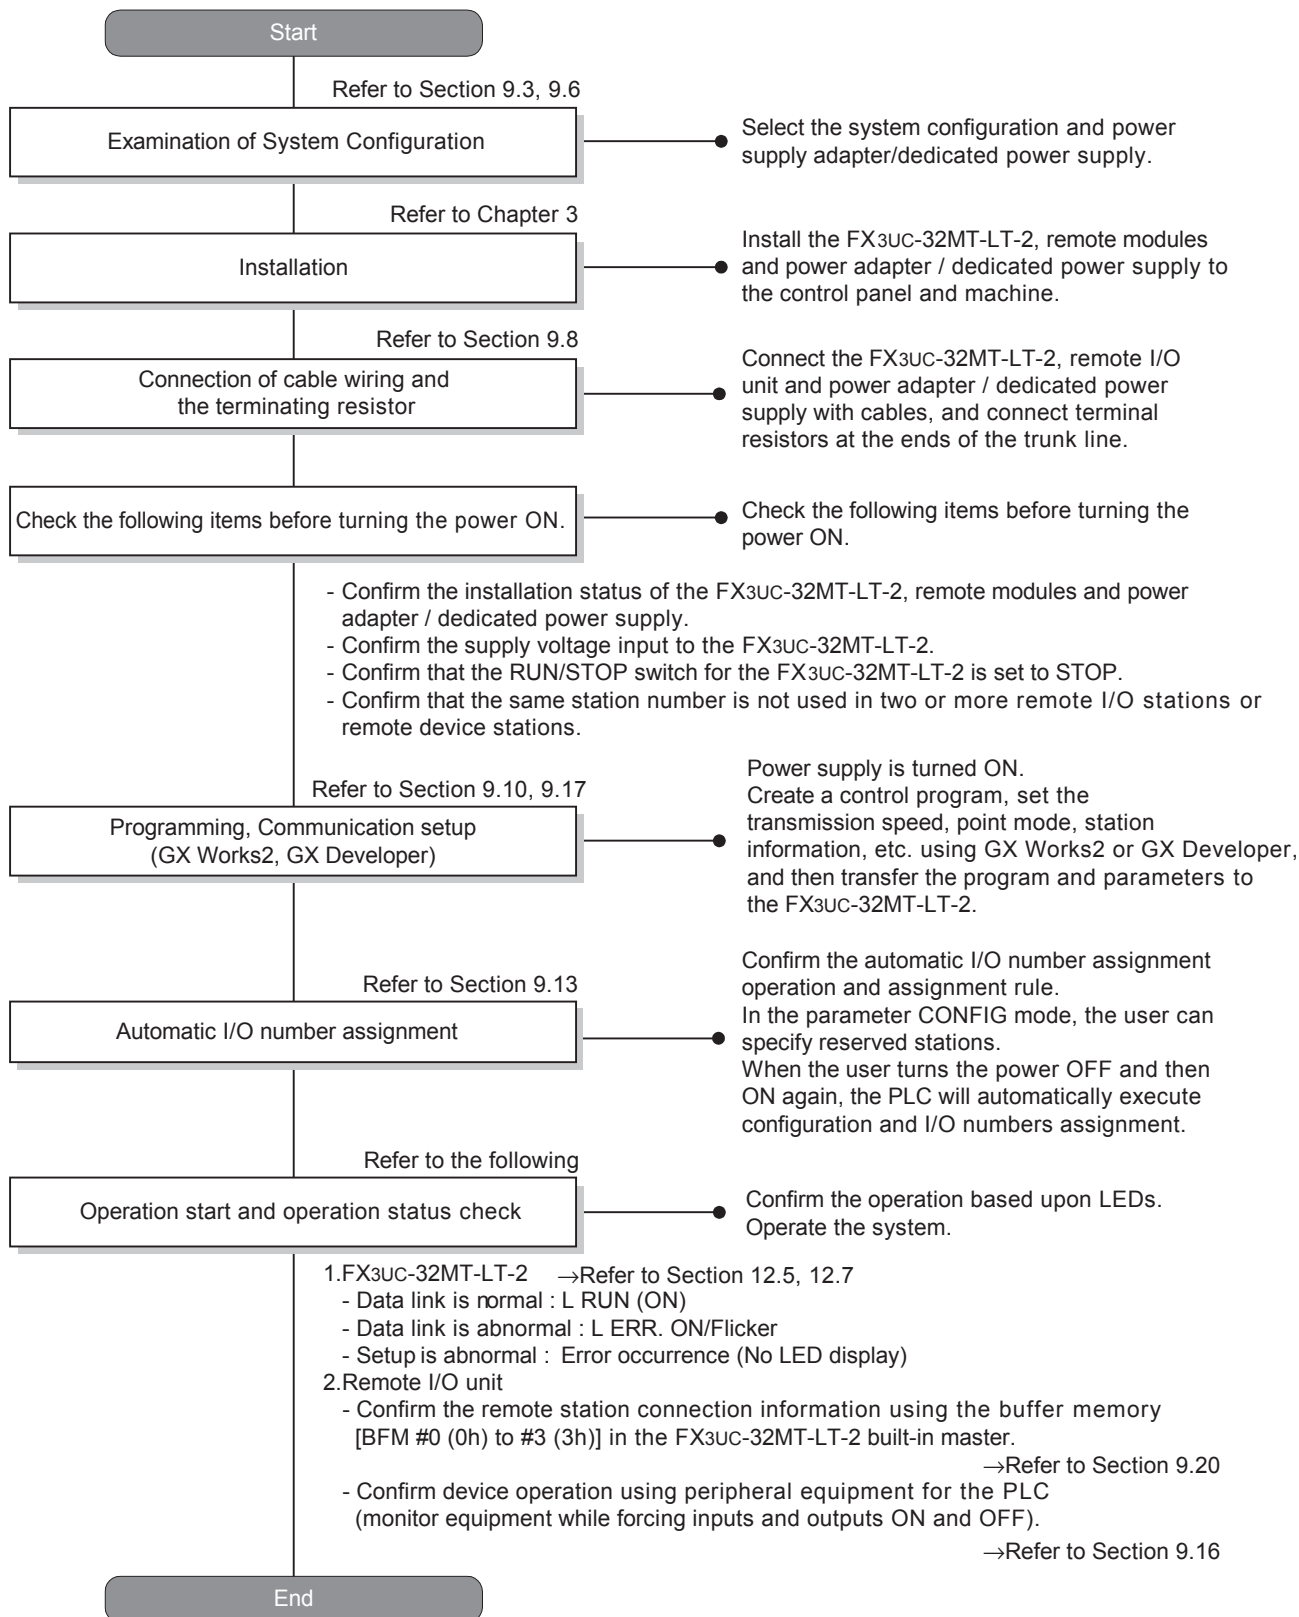 Start
Refer to Section 9.3, 9.6
Examination of System Configuration
Select the system configuration and power
supply adapter/dedicated power supply.
Refer to Chapter 3
Installation
Install the FX3UC-32MT-LT-2, remote modules
and power adapter / dedicated power supply to
the control panel and machine.
Refer to Section 9.8
Connection of cable wiring and
the terminating resistor
Connect the FX3UC-32MT-LT-2, remote I/O
unit and power adapter / dedicated power
supply with cables, and connect terminal
resistors at the ends of the trunk line.
Check the following items before turning the power ON.
Check the following items before turning the
power ON.
- Confirm the installation status of the FX3UC-32MT-LT-2, remote modules and power
adapter / dedicated power supply.
- Confirm the supply voltage input to the FX3UC-32MT-LT-2.
- Confirm that the RUN/STOP switch for the FX3UC-32MT-LT-2 is set to STOP.
- Confirm that the same station number is not used in two or more remote I/O stations or
remote device stations.
Refer to Section 9.10, 9.17
Programming, Communication setup
(GX Works2, GX Developer)
Power supply is turned ON.
Create a control program, set the
transmission speed, point mode, station
information, etc. using GX Works2 or GX Developer,
and then transfer the program and parameters to
the FX3UC-32MT-LT-2.
Refer to Section 9.13
Automatic I/O number assignment
Confirm the automatic I/O number assignment
operation and assignment rule.
In the parameter CONFIG mode, the user can
specify reserved stations.
When the user turns the power OFF and then
ON again, the PLC will automatically execute
configuration and I/O numbers assignment.
Refer to the following
Operation start and operation status check
Confirm the operation based upon LEDs.
Operate the system.
1.FX3UC-32MT-LT-2 →Refer to Section 12.5, 12.7
- Data link is normal : L RUN (ON)
- Data link is abnormal : L ERR. ON/Flicker
- Setup is abnormal : Error occurrence (No LED display)
2.Remote I/O unit
- Confirm the remote station connection information using the buffer memory
[BFM #0 (0h) to #3 (3h)] in the FX3UC-32MT-LT-2 built-in master.
→Refer to Section 9.20
- Confirm device operation using peripheral equipment for the PLC
(monitor equipment while forcing inputs and outputs ON and OFF).
→Refer to Section 9.16
End